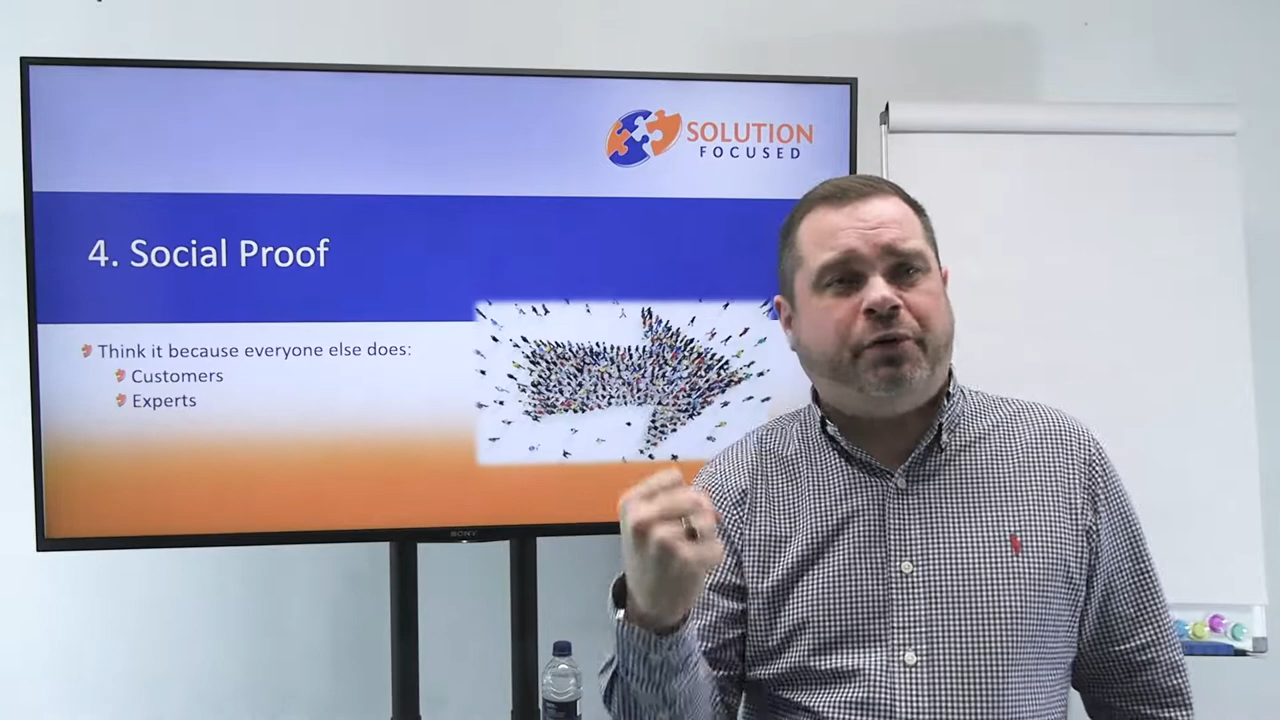 SOLUTION
FOCUSED
4. Social Proof
Think it because everyone else does:
Customers
Experts
SONY